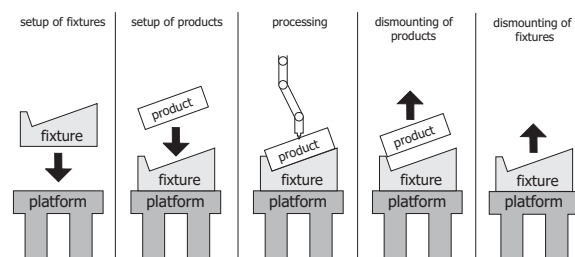 setup of fixtures
fixture
platform
setup of products
product
fixture
platform
processing
product
fixture
platform
dismounting of
products
product
fixture
platform
dismounting of
fixtures
fixture
platform